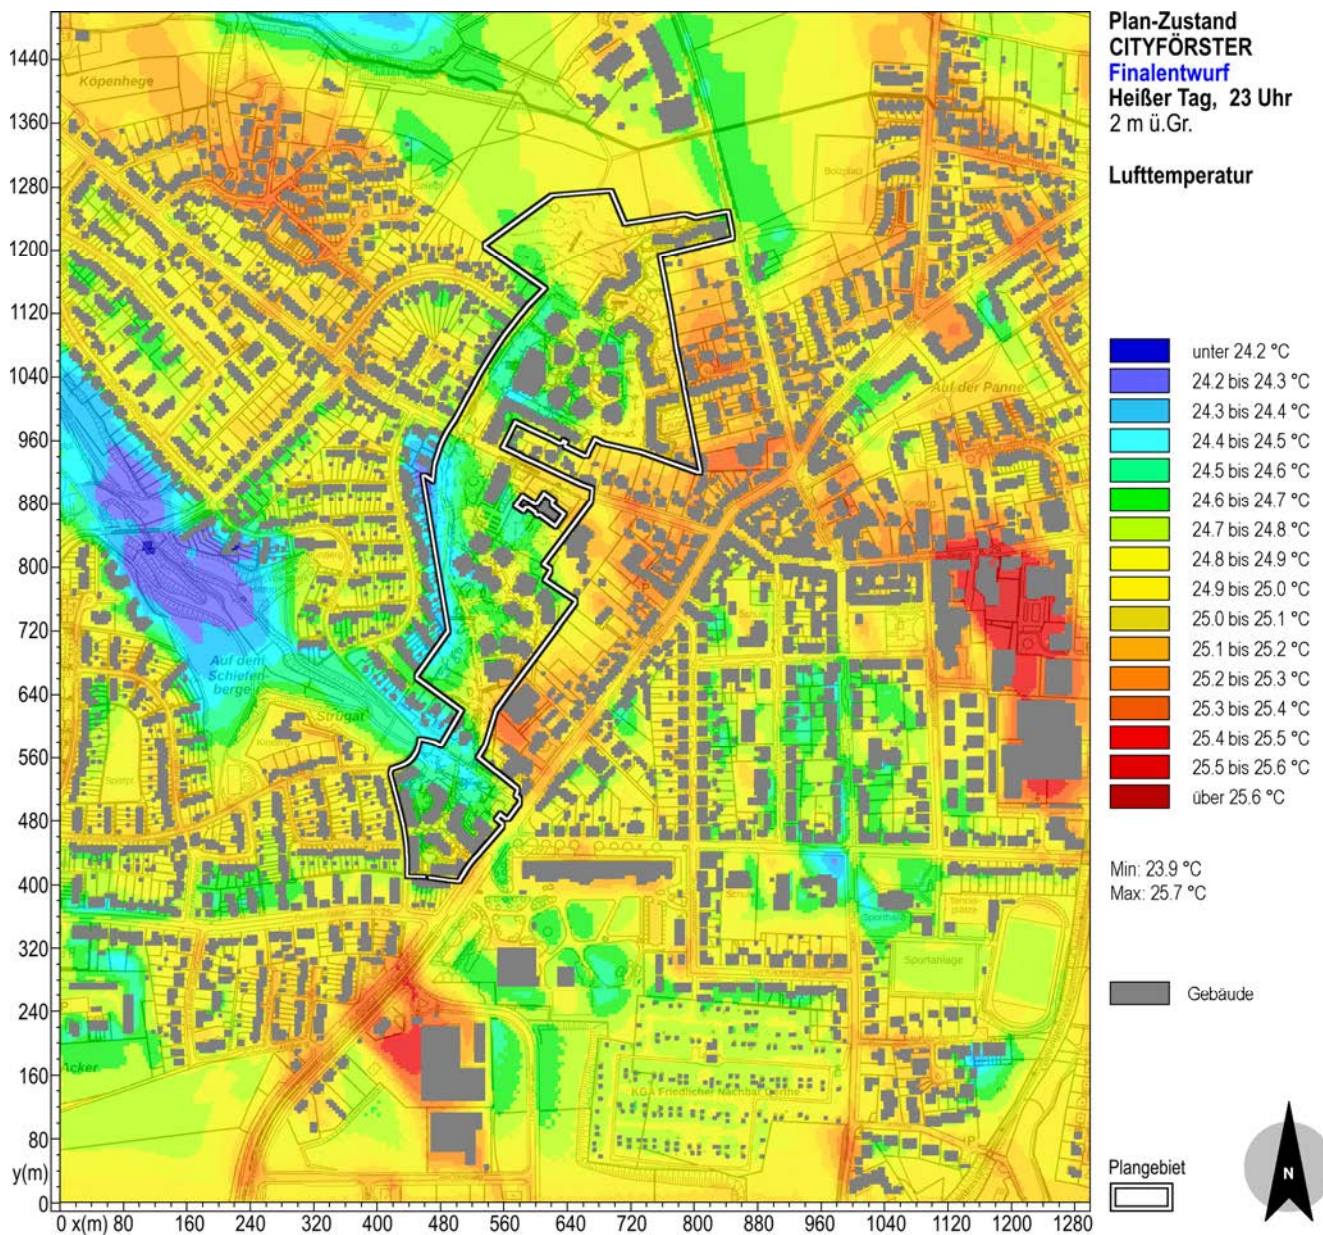 Plan-Zustand
CITYFÖRSTER
Finalentwurf
Heißer Tag, 23 Uhr
2 m ü.Gr.
Lufttemperatur
unter 24.2 °C
24.2 bis 24.3 °C
24.3 bis 24.4 °C
24.4 bis 24.5 °C
24.5 bis 24.6 °C
24.6 bis 24.7 °C
24.7 bis 24.8 °C
24.8 bis 24.9 °C
24.9 bis 25.0 °C
25.0 bis 25.1 °C
25.1 bis 25.2 °C
25.2 bis 25.3 °C
25.3 bis 25.4 °C
25.4 bis 25.5 °C
25.5 bis 25.6 °C
über 25.6 °C
Min: 23.9 °C
Max: 25.7 °C
Gebäude
Plangebiet
N
1440
1360
1280
1200
1120
1040
960
880
800
720
640
560
480
400
320
240
160
80
y(m)
0
0 x(m) 80 160 240 320 400 480 560 640 720 800 880 960 1040 1120 1200 1280
Köpenhege
Bolzplatz
Auf der Panne
Auf dem
Schiefen-
berge
Strügat
Spielpl.
Sportanlage
Acker
KGA Friedlicher Nachbar
P